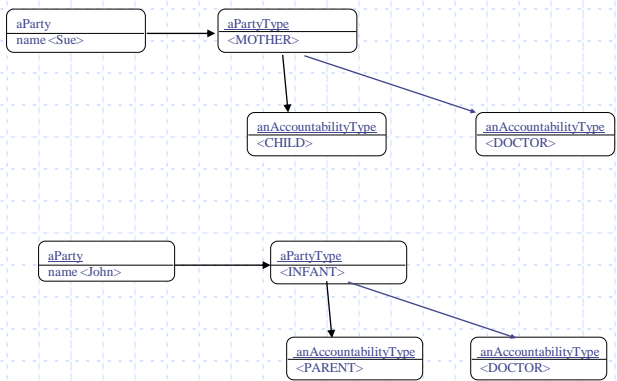 aParty
name <Sue>
aPartyType
<MOTHER>
anAccountabilityType
<CHILD>
anAccountabilityType
<DOCTOR>
aParty
name <John>
aPartyType
<INFANT>
anAccountabilityType
<PARENT>
anAccountabilityType
<DOCTOR>